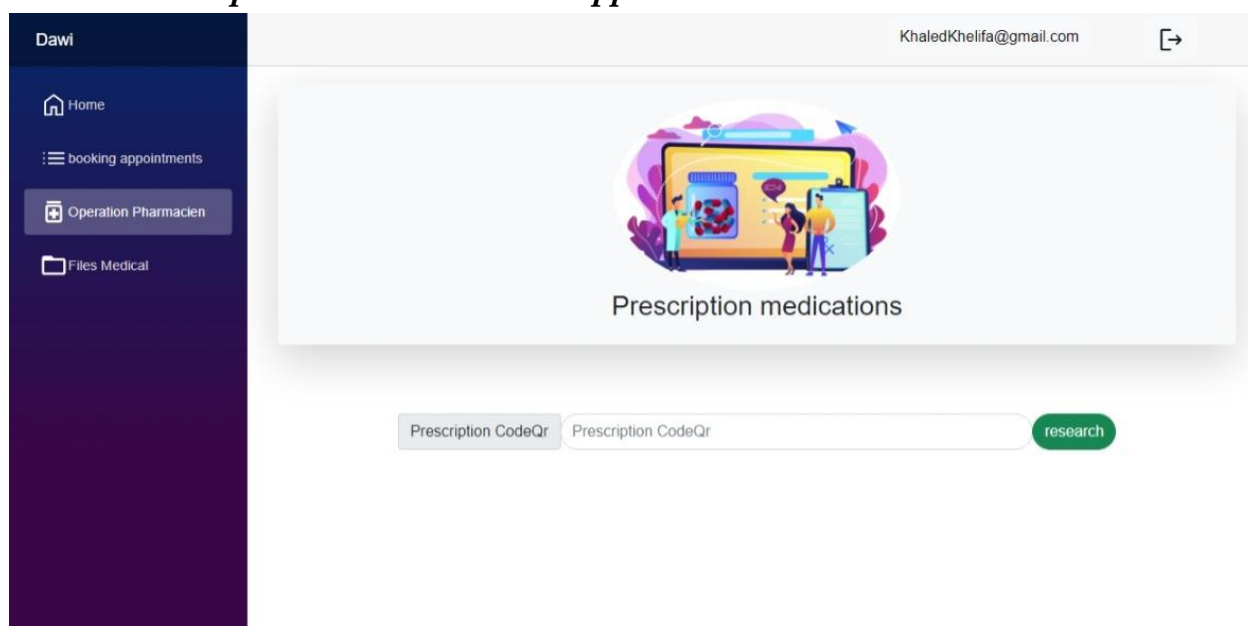 Dawi
KhaledKhelifa@gmail.com
Home
booking appointments
Operation Pharmacien
Files Medical
Prescription medications
Prescription CodeQr
Prescription CodeQr
research